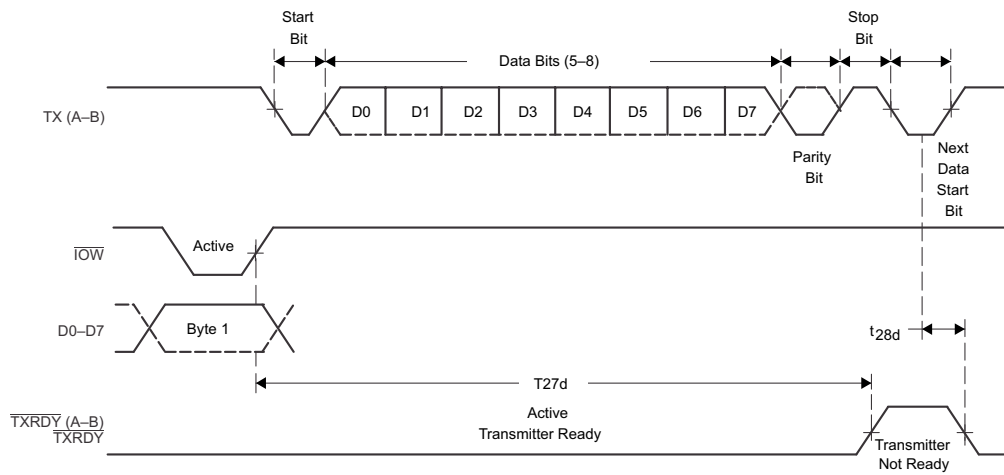 Start
Bit
Data Bits (5–8)
Stop
Bit
TX (A–B)
D0
D1
D2
D3
D4
D5
D6
D7
Parity
Bit
Next
Data
Start
Bit
IOW
Active
D0–D7
Byte 1
t28d
T27d
TXRDY (A–B)
TXRDY
Active
Transmitter Ready
Transmitter
Not Ready